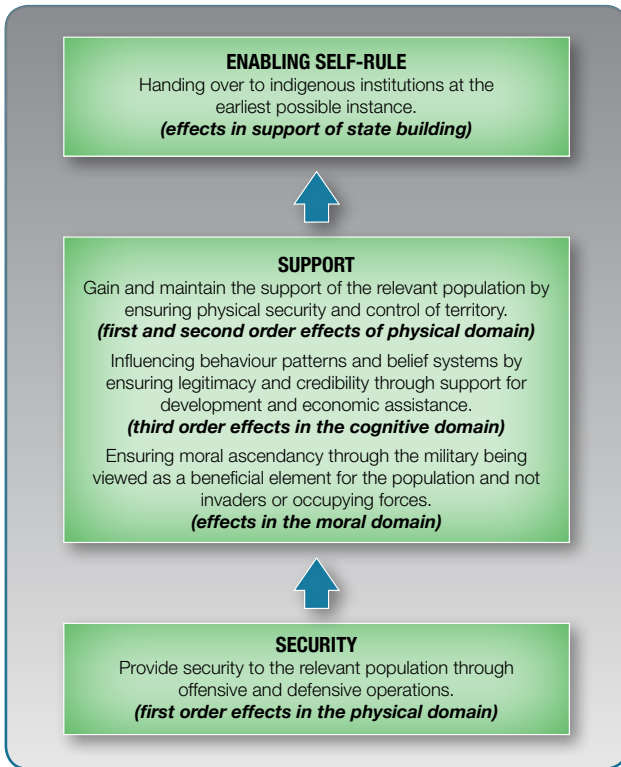 ENABLING SELF-RULE
Handing over to indigenous institutions at the
earliest possible instance.
(effects in support of state building)
SUPPORT
Gain and maintain the support of the relevant population by
ensuring physical security and control of territory.
(first and second order effects of physical domain)
Influencing behaviour patterns and belief systems by
ensuring legitimacy and credibility through support for
development and economic assistance.
(third order effects in the cognitive domain)
Ensuring moral ascendancy through the military being
viewed as a beneficial element for the population and not
invaders or occupying forces.
(effects in the moral domain)
SECURITY
Provide security to the relevant population through
offensive and defensive operations.
(first order effects in the physical domain)